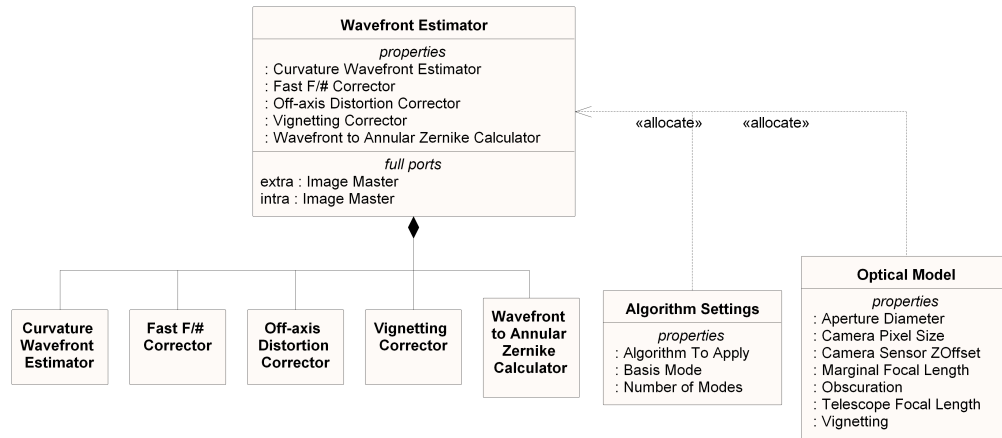 Wavefront Estimator
properties
: Curvature Wavefront Estimator
: Fast F/# Corrector
: Off-axis Distortion Corrector
: Vignetting Corrector
: Wavefront to Annular Zernike Calculator
full ports
extra : Image Master
intra : Image Master
«allocate»
«allocate»
Curvature
Wavefront
Estimator
Fast F/#
Corrector
Off-axis
Distortion
Corrector
Vignetting
Corrector
Wavefront
to Annular
Zernike
Calculator
Algorithm Settings
properties
: Algorithm To Apply
: Basis Mode
: Number of Modes
Optical Model
properties
: Aperture Diameter
: Camera Pixel Size
: Camera Sensor ZOffset
: Marginal Focal Length
: Obscuration
: Telescope Focal Length
: Vignetting